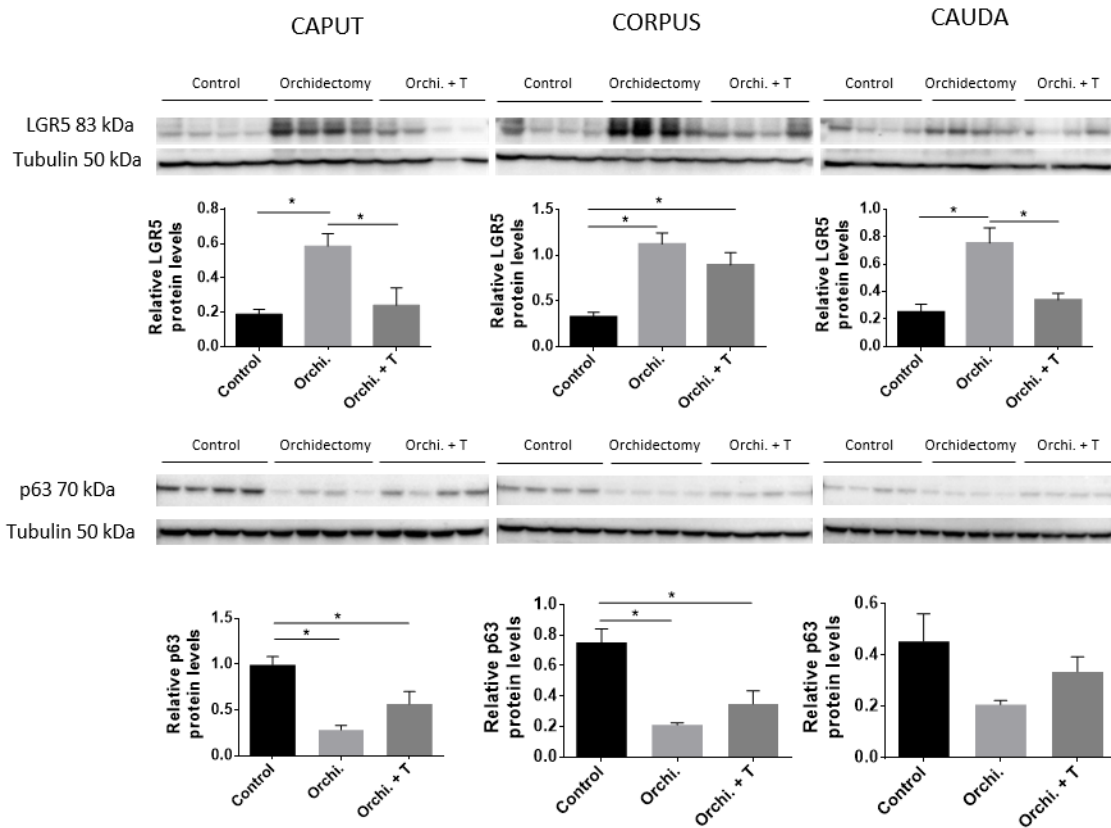 CAPUT CORPUS CAUDA
Control Orchidectomy Orchi. + T Control Orchidectomy Orchi. + T Control Orchidectomy Orchi. + T
LGR5 83 kDa
Tubulin 50 kDa
Relative LGR5
protein levels
0.8
0.6
0.4
0.2
0.0
* *
Control Orchi. Orchi. + T
Relative LGR5
protein levels
1.5
1.0
0.5
0.0
*
*
Control Orchi. Orchi. + T
Relative LGR5
protein levels
1.0
0.8
0.6
0.4
0.2
0.0
* *
Control Orchi. Orchi. + T
Control Orchidectomy Orchi. + T Control Orchidectomy Orchi. + T Control Orchidectomy Orchi. + T
p63 70 kDa
Tubulin 50 kDa
Relative p63
protein levels
1.5
1.0
0.5
0.0
*
*
Control Orchi. Orchi. + T
Relative p63
protein levels
1.0
0.8
0.6
0.4
0.2
0.0
*
*
Control Orchi. Orchi. + T
Relative p63
protein levels
0.6
0.4
0.2
0.0
Control Orchi. Orchi. + T